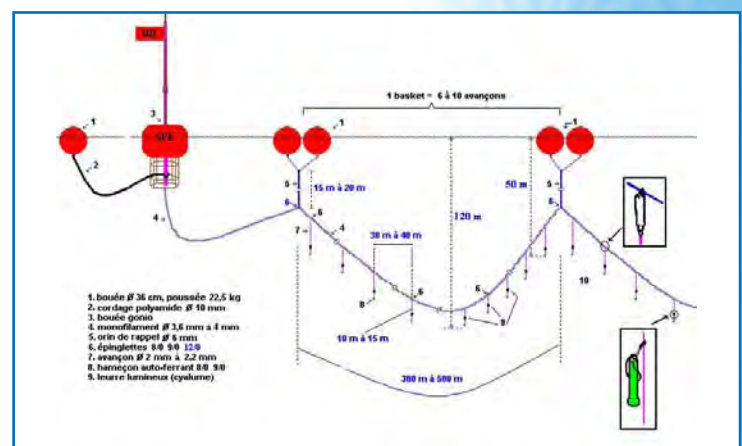 1 basket = 6 à 10 avançons
1
3
1
1
2
4
5
15 m à 20 m
6
6
7
4
30 m à 40 m
8
6
10 m à 15 m
120 m
50 m
5
6
6
9
10
300 m à 500 m
1. bouée Ø 36 cm, poussée 22,5 kg
2. cordage polyamide Ø 10 mm
3. bouée gonio
4. monofilament Ø 3,6 mm à 4 mm
5. orin de rappel Ø 6 mm
6. épinglettes 8/0 9/0 12/0
7. avançon Ø 2 mm à 2,2 mm
8. hameçon auto-ferrant 8/0 9/0
9. leurre lumineux (cyalume)